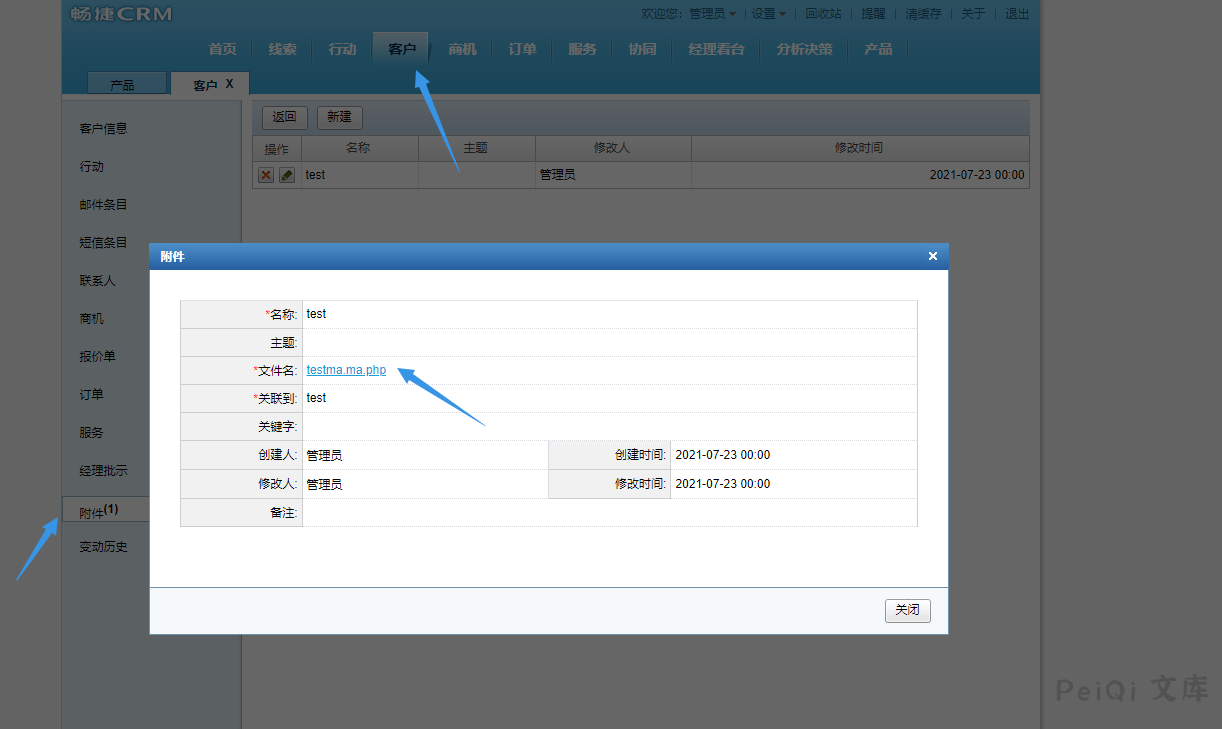 畅捷CRM
欢迎您: 管理员 | 设置 | 回收站 | 提醒 | 清缓存 | 关于 | 退出
首页 线索 行动 客户 商机 订单 服务 协同 经理看台 分析决策 产品
产品 客户 X
返回 新建
客户信息
行动
邮件条目
短信条目
联系人
商机
报价单
订单
服务
经理批示
附件(1)
变动历史
操作 名称 主题 修改人 修改时间
test 管理员 2021-07-23 00:00
附件 ×
*名称: test
主题:
*文件名: testma.ma.php
*关联到: test
关键字:
创建人: 管理员 创建时间: 2021-07-23 00:00
修改人: 管理员 修改时间: 2021-07-23 00:00
备注:
关闭
PeiQi 文库